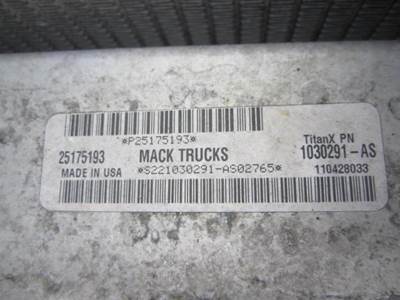 *P25175193*
25175193
MACK TRUCKS
TitanX PN
1030291-AS
MADE IN USA
*S221030291-AS02765*
110428033